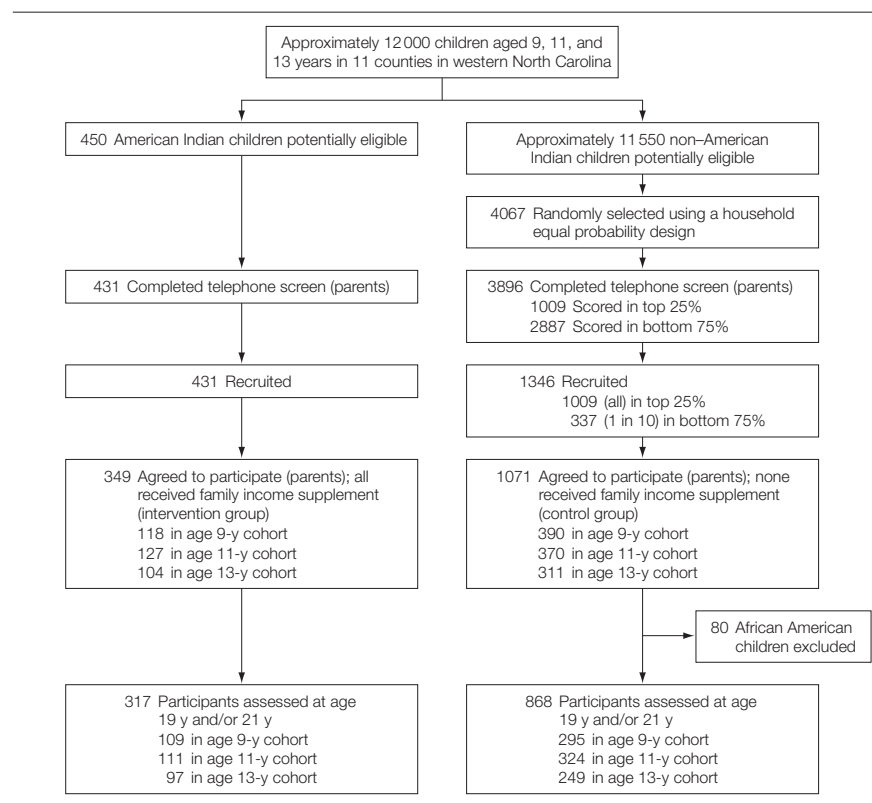 Approximately 12 000 children aged 9, 11, and
13 years in 11 counties in western North Carolina
450 American Indian children potentially eligible
Approximately 11 550 non–American
Indian children potentially eligible
4067 Randomly selected using a household
equal probability design
431 Completed telephone screen (parents)
3896 Completed telephone screen (parents)
1009 Scored in top 25%
2887 Scored in bottom 75%
431 Recruited
1346 Recruited
1009 (all) in top 25%
337 (1 in 10) in bottom 75%
349 Agreed to participate (parents); all
received family income supplement
(intervention group)
118 in age 9-y cohort
127 in age 11-y cohort
104 in age 13-y cohort
1071 Agreed to participate (parents); none
received family income supplement
(control group)
390 in age 9-y cohort
370 in age 11-y cohort
311 in age 13-y cohort
80 African American
children excluded
317 Participants assessed at age
19 y and/or 21 y
109 in age 9-y cohort
111 in age 11-y cohort
97 in age 13-y cohort
868 Participants assessed at age
19 y and/or 21 y
295 in age 9-y cohort
324 in age 11-y cohort
249 in age 13-y cohort